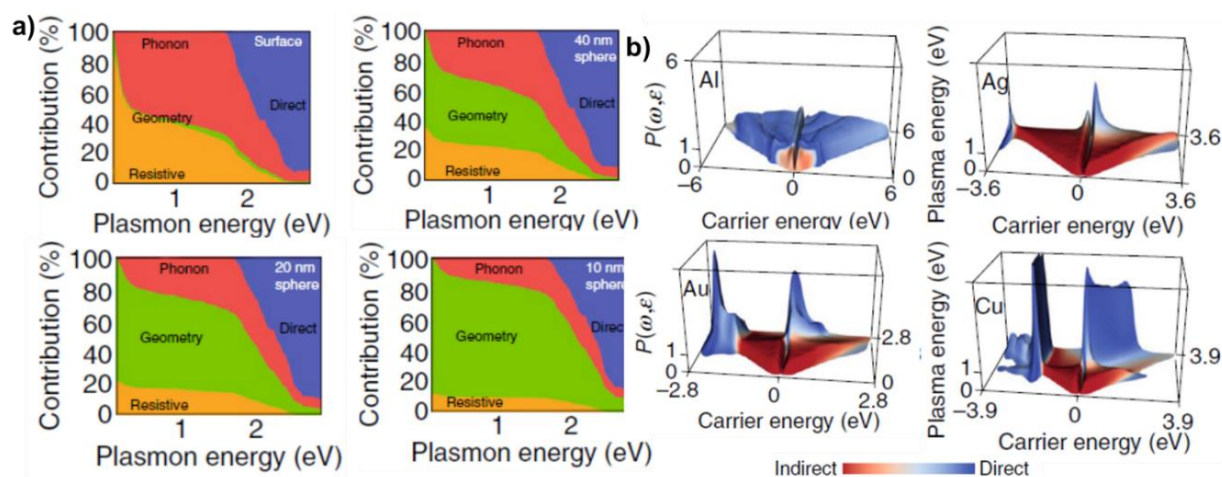 a)
Contribution (%)
100
80
60
40
20
0
Phonon
Surface
Direct
Geometry
Resistive
1
2
Plasmon energy (eV)
Contribution (%)
100
80
60
40
20
0
Phonon
40 nm
sphere
Direct
Geometry
Resistive
1
2
Plasmon energy (eV)
Contribution (%)
100
80
60
40
20
0
Phonon
20 nm
sphere
Direct
Geometry
Resistive
1
2
Plasmon energy (eV)
Contribution (%)
100
80
60
40
20
0
Phonon
10 nm
sphere
Direct
Geometry
Resistive
1
2
Plasmon energy (eV)
b)
P(ω,ε)
6
1
0
Al
−6
0
6
6
0
Carrier energy (eV)
Plasma energy (eV)
1
0
Ag
−3.6
0
3.6
3.6
Carrier energy (eV)
P(ω,ε)
1
0
Au
−2.8
0
2.8
2.8
0
Carrier energy (eV)
Plasma energy (eV)
1
0
Cu
−3.9
0
3.9
3.9
Carrier energy (eV)
Indirect
Direct